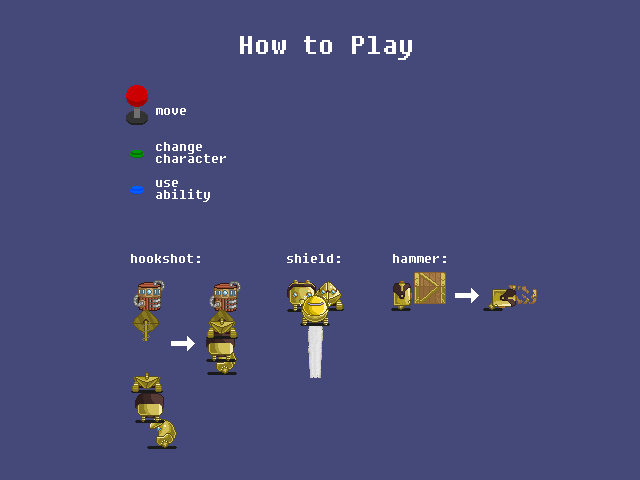 How to Play
move
change
character
use
ability
hookshot:
shield:
hammer: